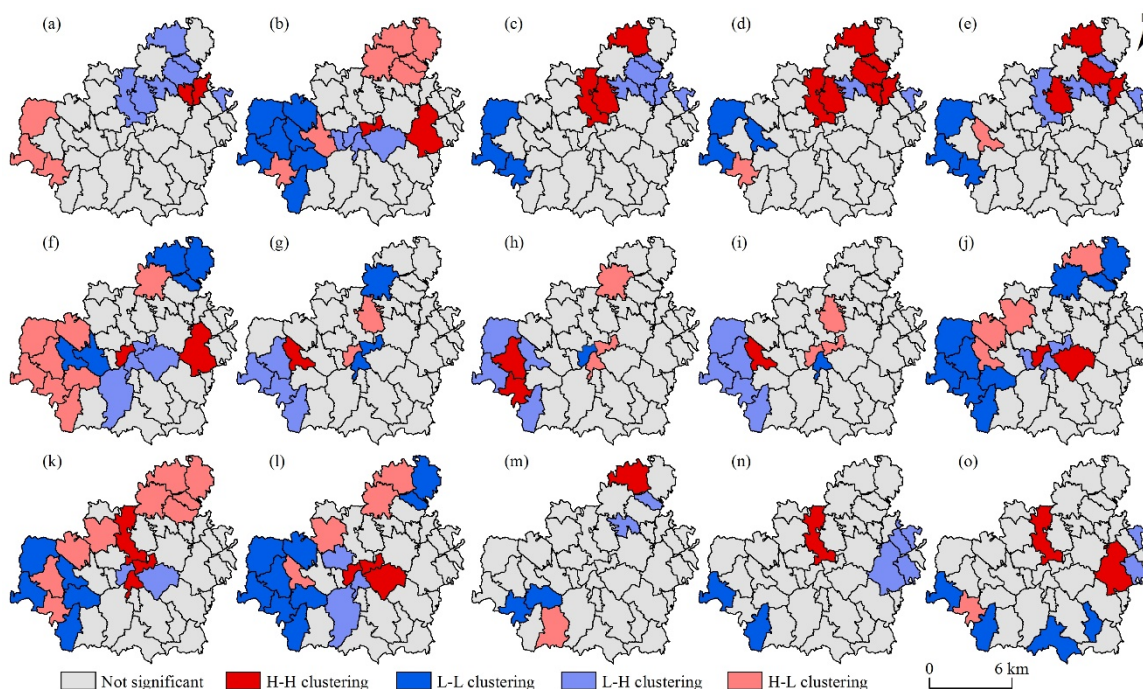 (a) (b) (c) (d) (e)
(f) (g) (h) (i) (j)
(k) (l) (m) (n) (o)
0 6 km
Not significant H-H clustering L-L clustering L-H clustering H-L clustering